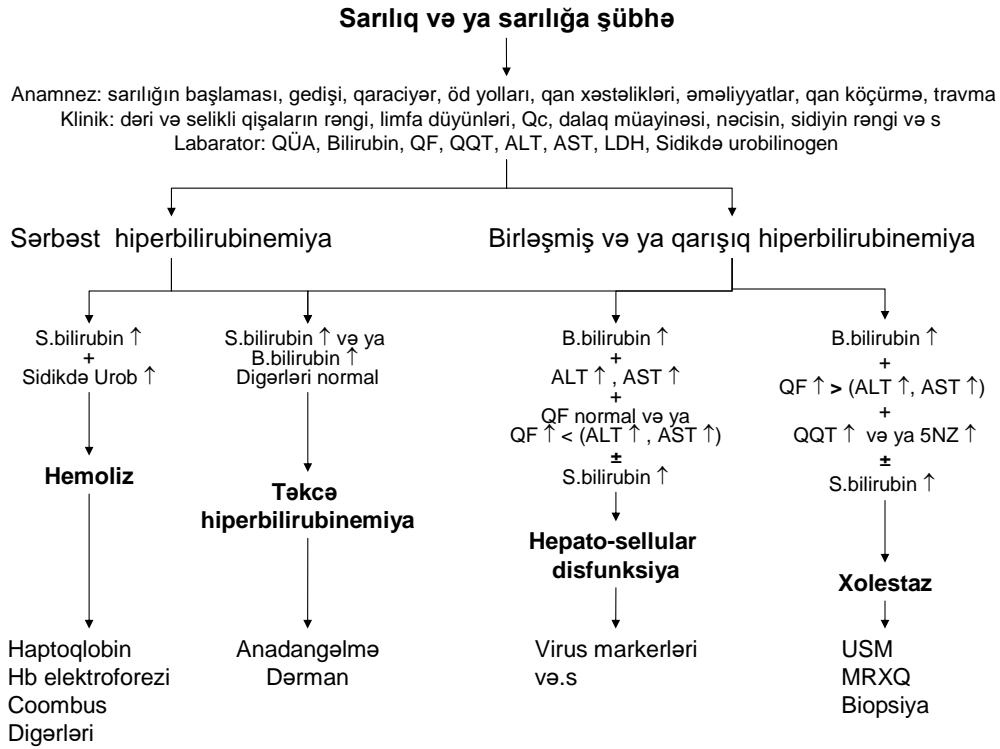 Sarılıq və ya sarılığa şübhə
Anamnez: sarılığın başlaması, gedişi, qaraciyər, öd yolları, qan xəstəlikləri, əməliyyatlar, qan köçürmə, travma
Klinik: dəri və selikli qişaların rəngi, limfa düyünləri, Qc, dalaq müayinəsi, nəcisin, sidiyin rəngi və s
Labarator: QÜA, Bilirubin, QF, QQT, ALT, AST, LDH, Sidikdə urobilinogen
Sərbəst hiperbilirubinemiya
Birləşmiş və ya qarışıq hiperbilirubinemiya
S.bilirubin ↑
+
Sidikdə Urob ↑
Hemoliz
Haptoqlobin
Hb elektroforezi
Coombus
Digərləri
S.bilirubin ↑ və ya
B.bilirubin ↑
Digərləri normal
Təkcə
hiperbilirubinemiya
Anadangəlmə
Dərman
B.bilirubin ↑
+
ALT ↑ , AST ↑
+
QF normal və ya
QF ↑ < (ALT ↑ , AST ↑)
±
S.bilirubin ↑
Hepato-sellular
disfunksiya
Virus markerləri
və.s
B.bilirubin ↑
+
QF ↑ > (ALT ↑, AST ↑)
+
QQT ↑ və ya 5NZ ↑
±
S.bilirubin ↑
Xolestaz
USM
MRXQ
Biopsiya